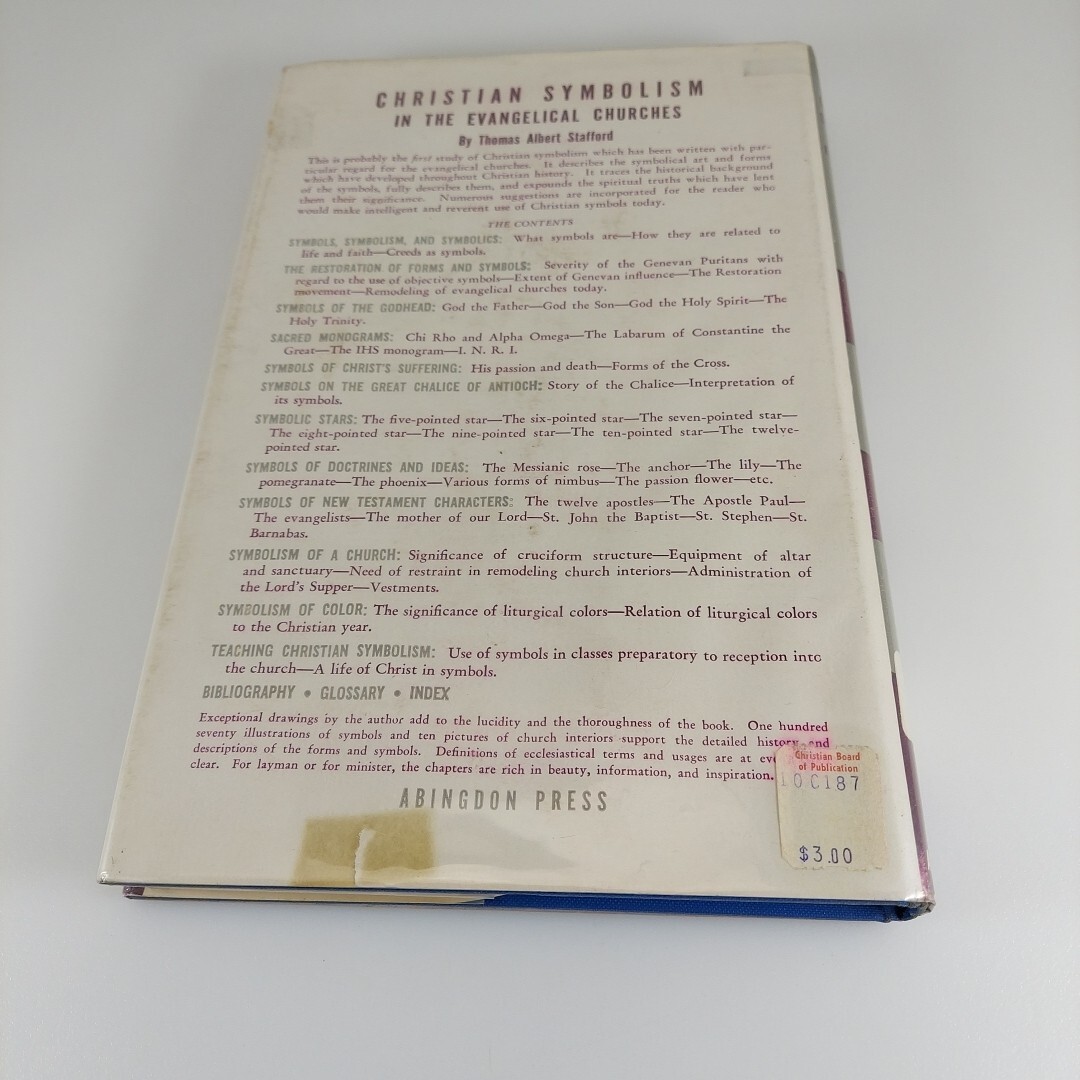 CHRISTIAN SYMBOLISM
IN THE EVANGELICAL CHURCHES
By Thomas Albert Stafford
This is probably the first study of Christian symbolism which has been written with par-
ticular regard for the evangelical churches. It describes the symbolical art and forms
which have developed throughout Christian history. It traces the historical background
of the symbols, fully describes them, and expounds the spiritual truths which have lent
them their significance. Numerous suggestions are incorporated for the reader who
would make intelligent and reverent use of Christian symbols today.
THE CONTENTS
SYMBOLS, SYMBOLISM, AND SYMBOLICS: What symbols are—How they are related to
life and faith—Creeds as symbols.
THE RESTORATION OF FORMS AND SYMBOLS: Severity of the Genevan Puritans with
regard to the use of objective symbols—Extent of Genevan influence—The Restoration
movement—Remodeling of evangelical churches today.
SYMBOLS OF THE GODHEAD: God the Father—God the Son—God the Holy Spirit—The
Holy Trinity.
SACRED MONOGRAMS: Chi Rho and Alpha Omega—The Labarum of Constantine the
Great—The IHS monogram—I. N. R. I.
SYMBOLS OF CHRIST'S SUFFERING: His passion and death—Forms of the Cross.
SYMBOLS ON THE GREAT CHALICE OF ANTIOCH: Story of the Chalice—Interpretation of
its symbols.
SYMBOLIC STARS: The five-pointed star—The six-pointed star—The seven-pointed star—
The eight-pointed star—The nine-pointed star—The ten-pointed star—The twelve-
pointed star.
SYMBOLS OF DOCTRINES AND IDEAS: The Messianic rose—The anchor—The lily—The
pomegranate—The phoenix—Various forms of nimbus—The passion flower—etc.
SYMBOLS OF NEW TESTAMENT CHARACTERS: The twelve apostles—The Apostle Paul—
The evangelists—The mother of our Lord—St. John the Baptist—St. Stephen—St.
Barnabas.
SYMBOLISM OF A CHURCH: Significance of cruciform structure—Equipment of altar
and sanctuary—Need of restraint in remodeling church interiors—Administration of
the Lord's Supper—Vestments.
SYMBOLISM OF COLOR: The significance of liturgical colors—Relation of liturgical colors
to the Christian year.
TEACHING CHRISTIAN SYMBOLISM: Use of symbols in classes preparatory to reception into
the church—A life of Christ in symbols.
BIBLIOGRAPHY • GLOSSARY • INDEX
Exceptional drawings by the author add to the lucidity and the thoroughness of the book. One hundred
seventy illustrations of symbols and ten pictures of church interiors support the detailed history and
descriptions of the forms and symbols. Definitions of ecclesiastical terms and usages are at
clear. For layman or for minister, the chapters are rich in beauty, information, and inspiration.
ABINGDON PRESS
Christian Board
of Publication
10C187
$3.00